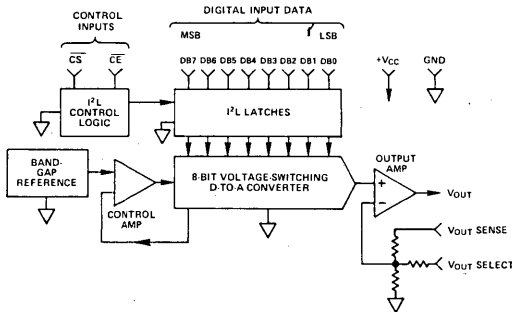 CONTROL
INPUTS
DIGITAL INPUT DATA
MSB
LSB
CS
CE
DB7 DB6 DB5 DB4 DB3 DB2 DB1 DB0
+VCC
GND
I²L
CONTROL
LOGIC
I²L LATCHES
BAND-
GAP
REFERENCE
CONTROL
AMP
8-BIT VOLTAGE-SWITCHING
D-TO-A CONVERTER
OUTPUT
AMP
+
−
VOUT
VOUT SENSE
VOUT SELECT